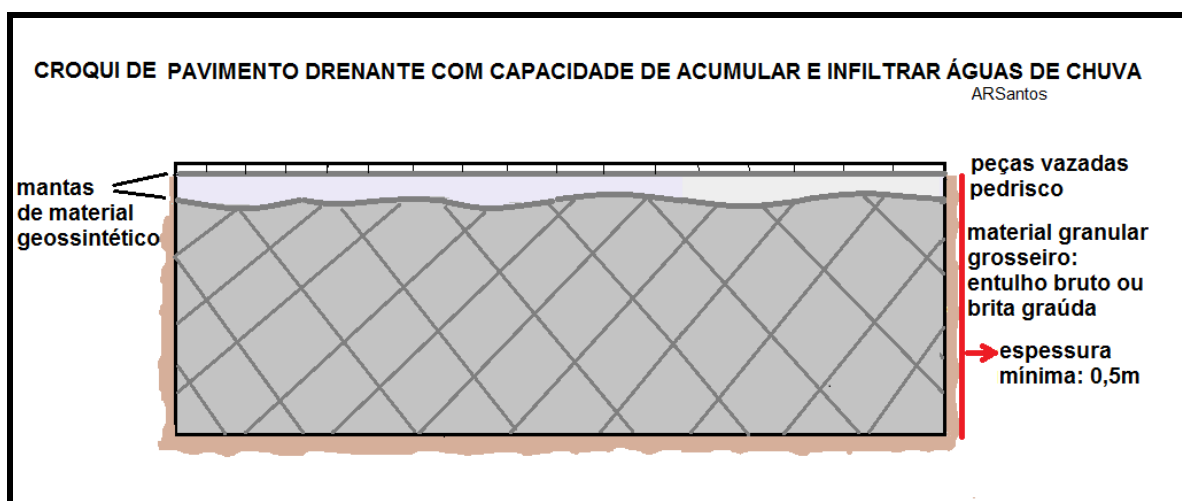 CROQUI DE PAVIMENTO DRENANTE COM CAPACIDADE DE ACUMULAR E INFILTRAR ÁGUAS DE CHUVA
ARSantos
mantas
de material
geossintético
peças vazadas
pedrisco
material granular
grosseiro:
entulho bruto ou
brita graúda
espessura
mínima: 0,5m